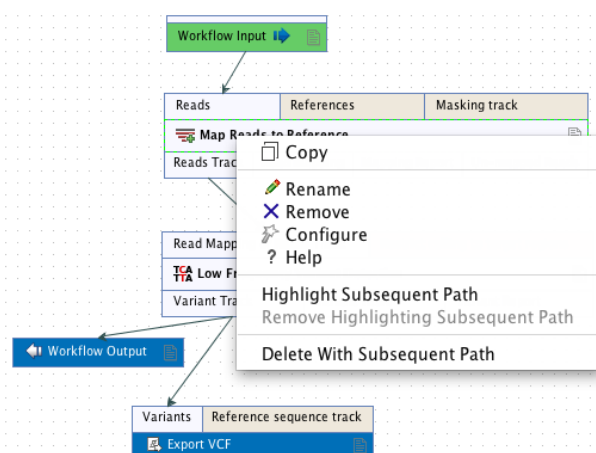 Workflow Input
Reads References Masking track
Map Reads to Reference
Reads Trac
Copy
Rename
Remove
Configure
? Help
Highlight Subsequent Path
Remove Highlighting Subsequent Path
Delete With Subsequent Path
Read Mapp
TCA
TTA
Low Fr
Variant Tra
Workflow Output
Variants Reference sequence track
Export VCF